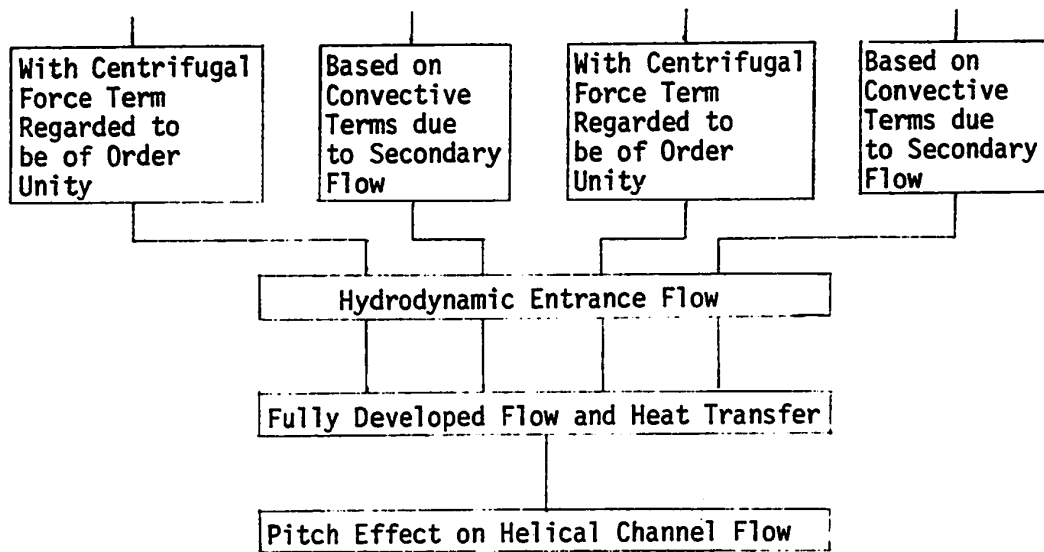 With Centrifugal
Force Term
Regarded to
be of Order
Unity
Based on
Convective
Terms due
to Secondary
Flow
With Centrifugal
Force Term
Regarded to
be of Order
Unity
Based on
Convective
Terms due
to Secondary
Flow
Hydrodynamic Entrance Flow
Fully Developed Flow and Heat Transfer
Pitch Effect on Helical Channel Flow